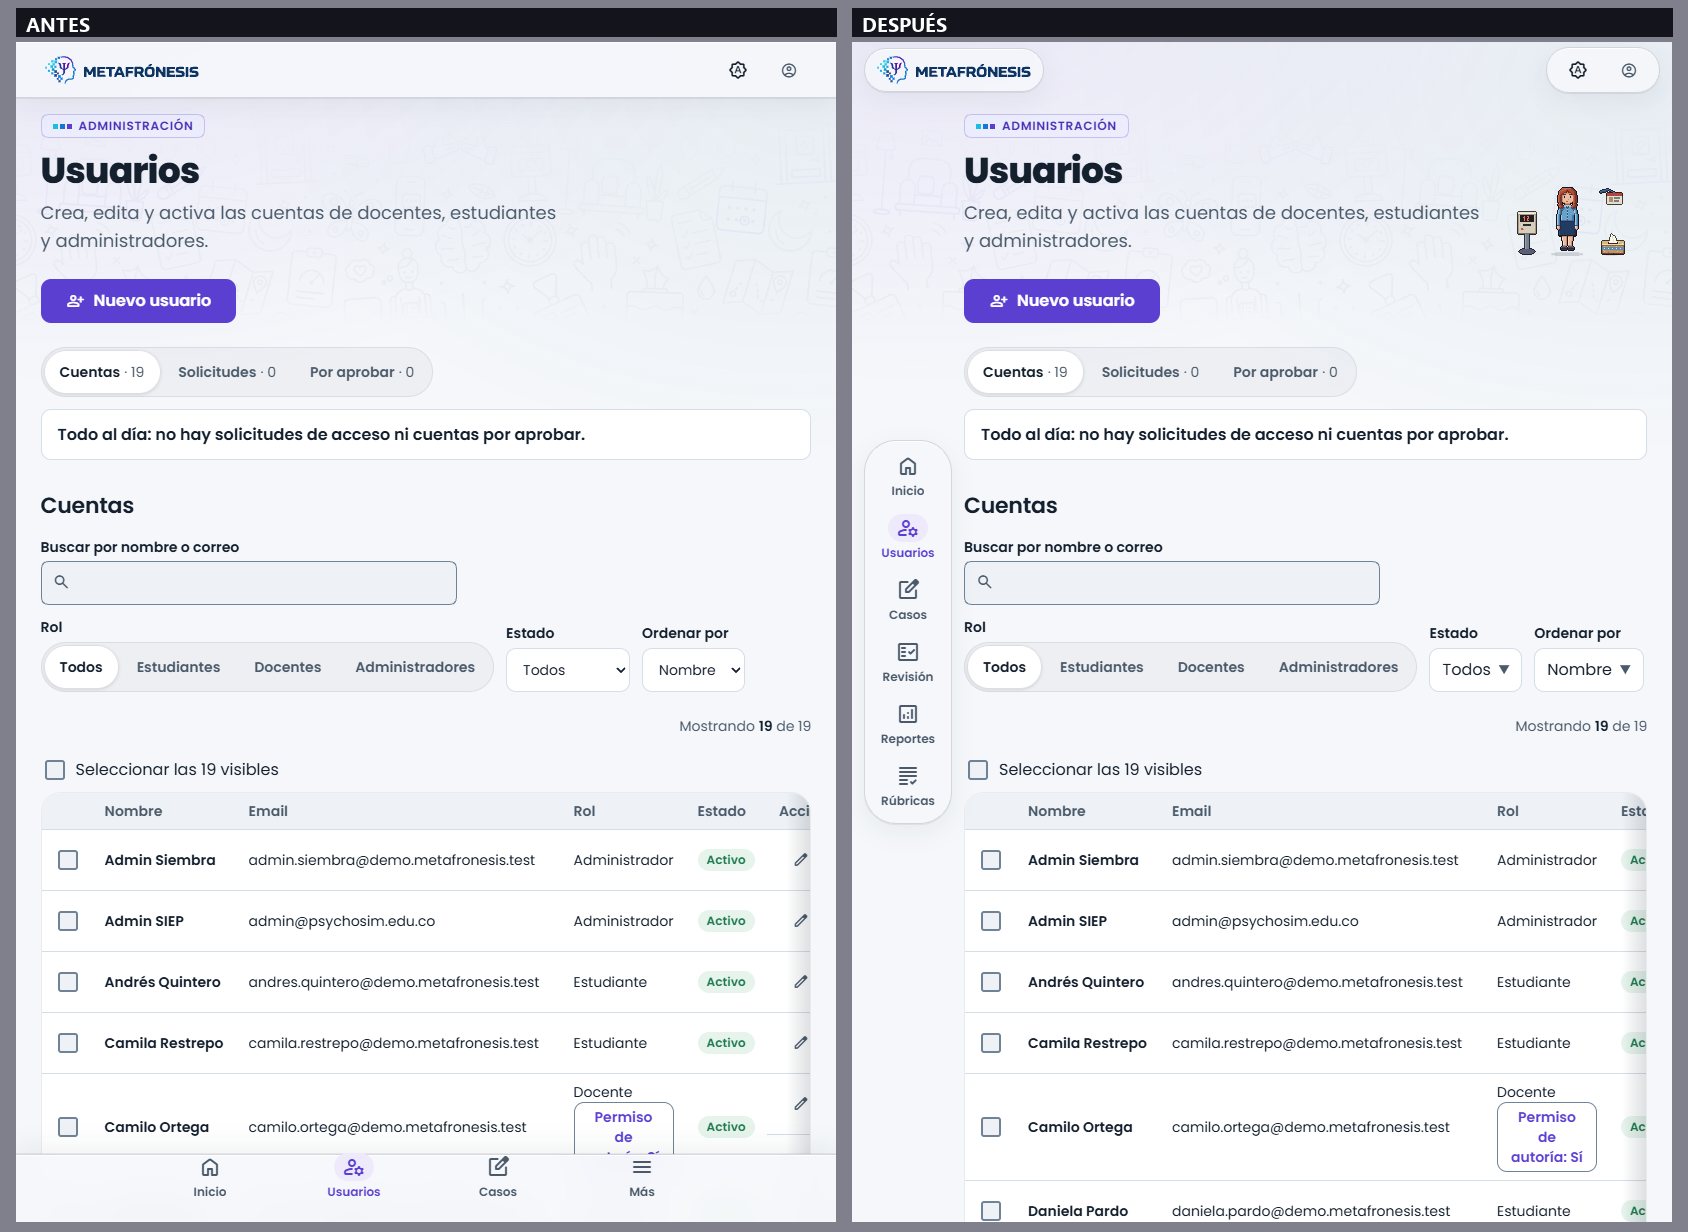 ANTES
METAFRÓNESIS
ADMINISTRACIÓN
Usuarios
Crea, edita y activa las cuentas de docentes, estudiantes
y administradores.
Nuevo usuario
Cuentas · 19 Solicitudes · 0 Por aprobar · 0
Todo al día: no hay solicitudes de acceso ni cuentas por aprobar.
Cuentas
Buscar por nombre o correo
Rol Estado Ordenar por
Todos Estudiantes Docentes Administradores Todos Nombre
Mostrando 19 de 19
Seleccionar las 19 visibles
Nombre Email Rol Estado Acci
Admin Siembra admin.siembra@demo.metafronesis.test Administrador Activo
Admin SIEP admin@psychosim.edu.co Administrador Activo
Andrés Quintero andres.quintero@demo.metafronesis.test Estudiante Activo
Camila Restrepo camila.restrepo@demo.metafronesis.test Estudiante Activo
Camilo Ortega camilo.ortega@demo.metafronesis.test Docente Activo
Permiso
de
Inicio Usuarios Casos Más
DESPUÉS
METAFRÓNESIS
ADMINISTRACIÓN
Usuarios
Crea, edita y activa las cuentas de docentes, estudiantes
y administradores.
Nuevo usuario
Cuentas · 19 Solicitudes · 0 Por aprobar · 0
Todo al día: no hay solicitudes de acceso ni cuentas por aprobar.
Inicio
Usuarios
Casos
Revisión
Reportes
Rúbricas
Cuentas
Buscar por nombre o correo
Rol Estado Ordenar por
Todos Estudiantes Docentes Administradores Todos Nombre
Mostrando 19 de 19
Seleccionar las 19 visibles
Nombre Email Rol Esta
Admin Siembra admin.siembra@demo.metafronesis.test Administrador Ac
Admin SIEP admin@psychosim.edu.co Administrador Ac
Andrés Quintero andres.quintero@demo.metafronesis.test Estudiante Ac
Camila Restrepo camila.restrepo@demo.metafronesis.test Estudiante Ac
Camilo Ortega camilo.ortega@demo.metafronesis.test Docente Ac
Permiso
de
autoría: Sí
Daniela Pardo daniela.pardo@demo.metafronesis.test Estudiante Ac